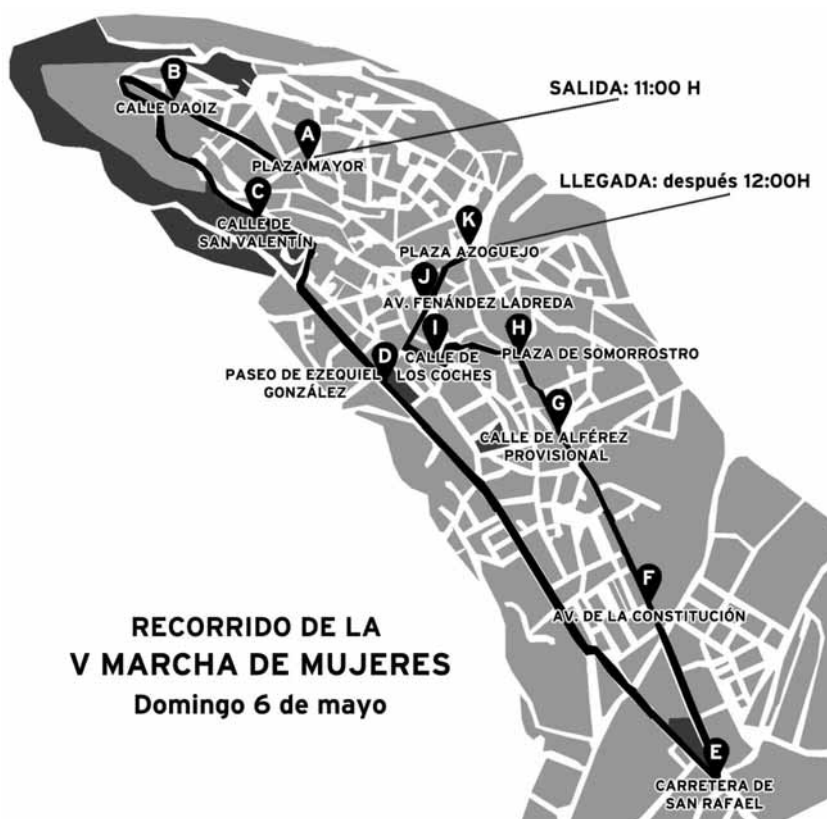 B
CALLE DAOIZ
SALIDA: 11:00 H
A
PLAZA MAYOR
LLEGADA: después 12:00H
C
CALLE DE
SAN VALENTÍN
K
PLAZA AZOGUEJO
J
AV. FENÁNDEZ LADREDA
I
CALLE DE
LOS COCHES
H
PLAZA DE SOMORROSTRO
D
PASEO DE EZEQUIEL
GONZÁLEZ
G
CALLE DE ALFÉREZ
PROVISIONAL
F
AV. DE LA CONSTITUCIÓN
RECORRIDO DE LA
V MARCHA DE MUJERES
Domingo 6 de mayo
E
CARRETERA DE
SAN RAFAEL